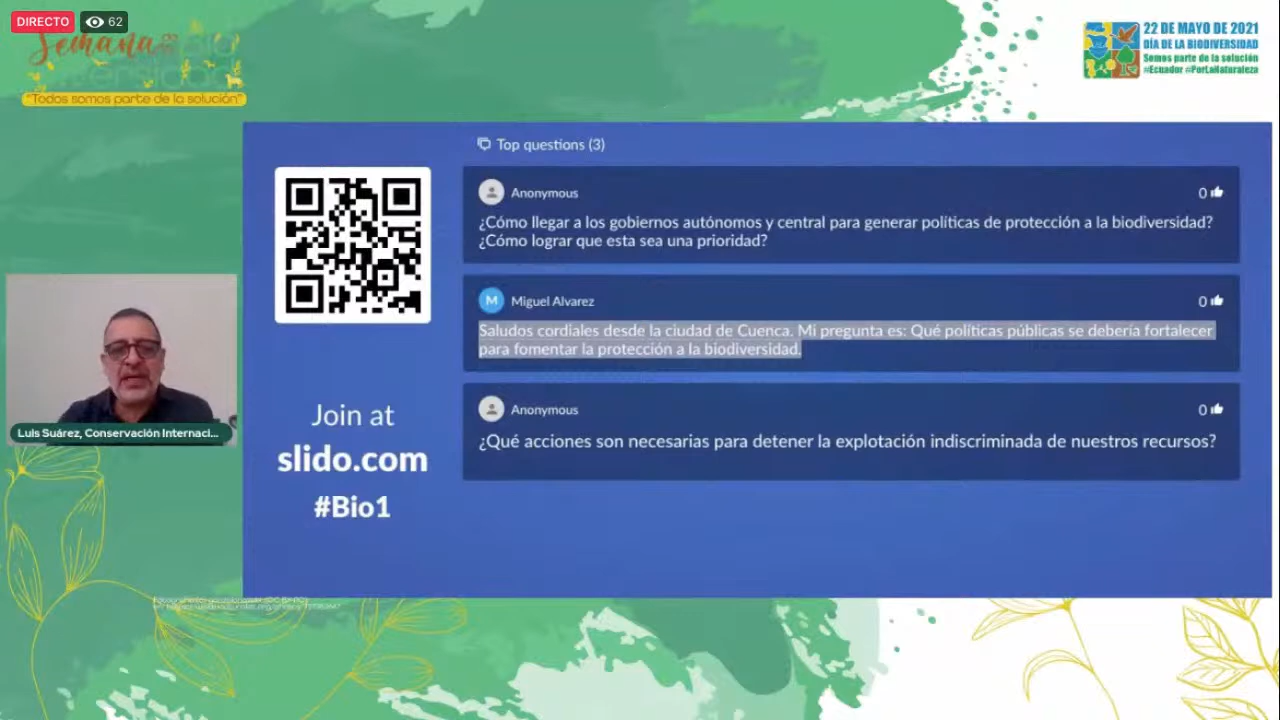 DIRECTO
62
Semana de
"Todos somos parte de la solución"
22 DE MAYO DE 2021
DÍA DE LA BIODIVERSIDAD
Somos parte de la solución
#Ecuador #PorLaNaturaleza
Top questions (3)
Anonymous
0
¿Cómo llegar a los gobiernos autónomos y central para generar políticas de protección a la biodiversidad?
¿Cómo lograr que esta sea una prioridad?
M
Miguel Alvarez
0
Saludos cordiales desde la ciudad de Cuenca. Mi pregunta es: Qué políticas públicas se debería fortalecer
para fomentar la protección a la biodiversidad.
Anonymous
0
¿Qué acciones son necesarias para detener la explotación indiscriminada de nuestros recursos?
Luis Suárez, Conservación Internaci...
Join at
slido.com
#Bio1